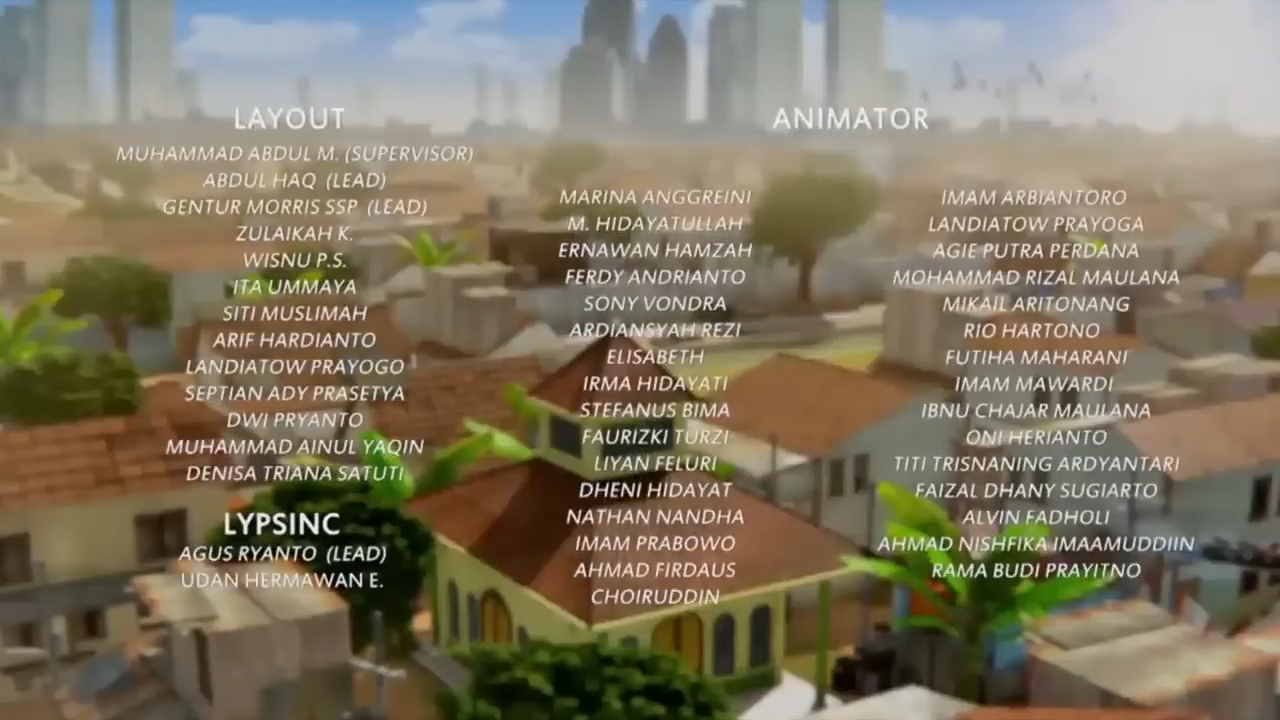 LAYOUT
MUHAMMAD ABDUL M. (SUPERVISOR)
ABDUL HAQ (LEAD)
GENTUR MORRIS SSP (LEAD)
ZULAIKAH K.
WISNU P.S.
ITA UMMAYA
SITI MUSLIMAH
ARIF HARDIANTO
LANDIATOW PRAYOGO
SEPTIAN ADY PRASETYA
DWI PRYANTO
MUHAMMAD AINUL YAQIN
DENISA TRIANA SATUTI
LYPSINC
AGUS RYANTO (LEAD)
UDAN HERMAWAN E.
ANIMATOR
MARINA ANGGREINI
M. HIDAYATULLAH
ERNAWAN HAMZAH
FERDY ANDRIANTO
SONY VONDRA
ARDIANSYAH REZI
ELISABETH
IRMA HIDAYATI
STEFANUS BIMA
FAURIZKI TURZI
LIYAN FELURI
DHENI HIDAYAT
NATHAN NANDHA
IMAM PRABOWO
AHMAD FIRDAUS
CHOIRUDDIN
IMAM ARBIANTORO
LANDIATOW PRAYOGA
AGIE PUTRA PERDANA
MOHAMMAD RIZAL MAULANA
MIKAIL ARITONANG
RIO HARTONO
FUTIHA MAHARANI
IMAM MAWARDI
IBNU CHAJAR MAULANA
ONI HERIANTO
TITI TRISNANING ARDYANTARI
FAIZAL DHANY SUGIARTO
ALVIN FADHOLI
AHMAD NISHFIKA IMAAMUDDIIN
RAMA BUDI PRAYITNO